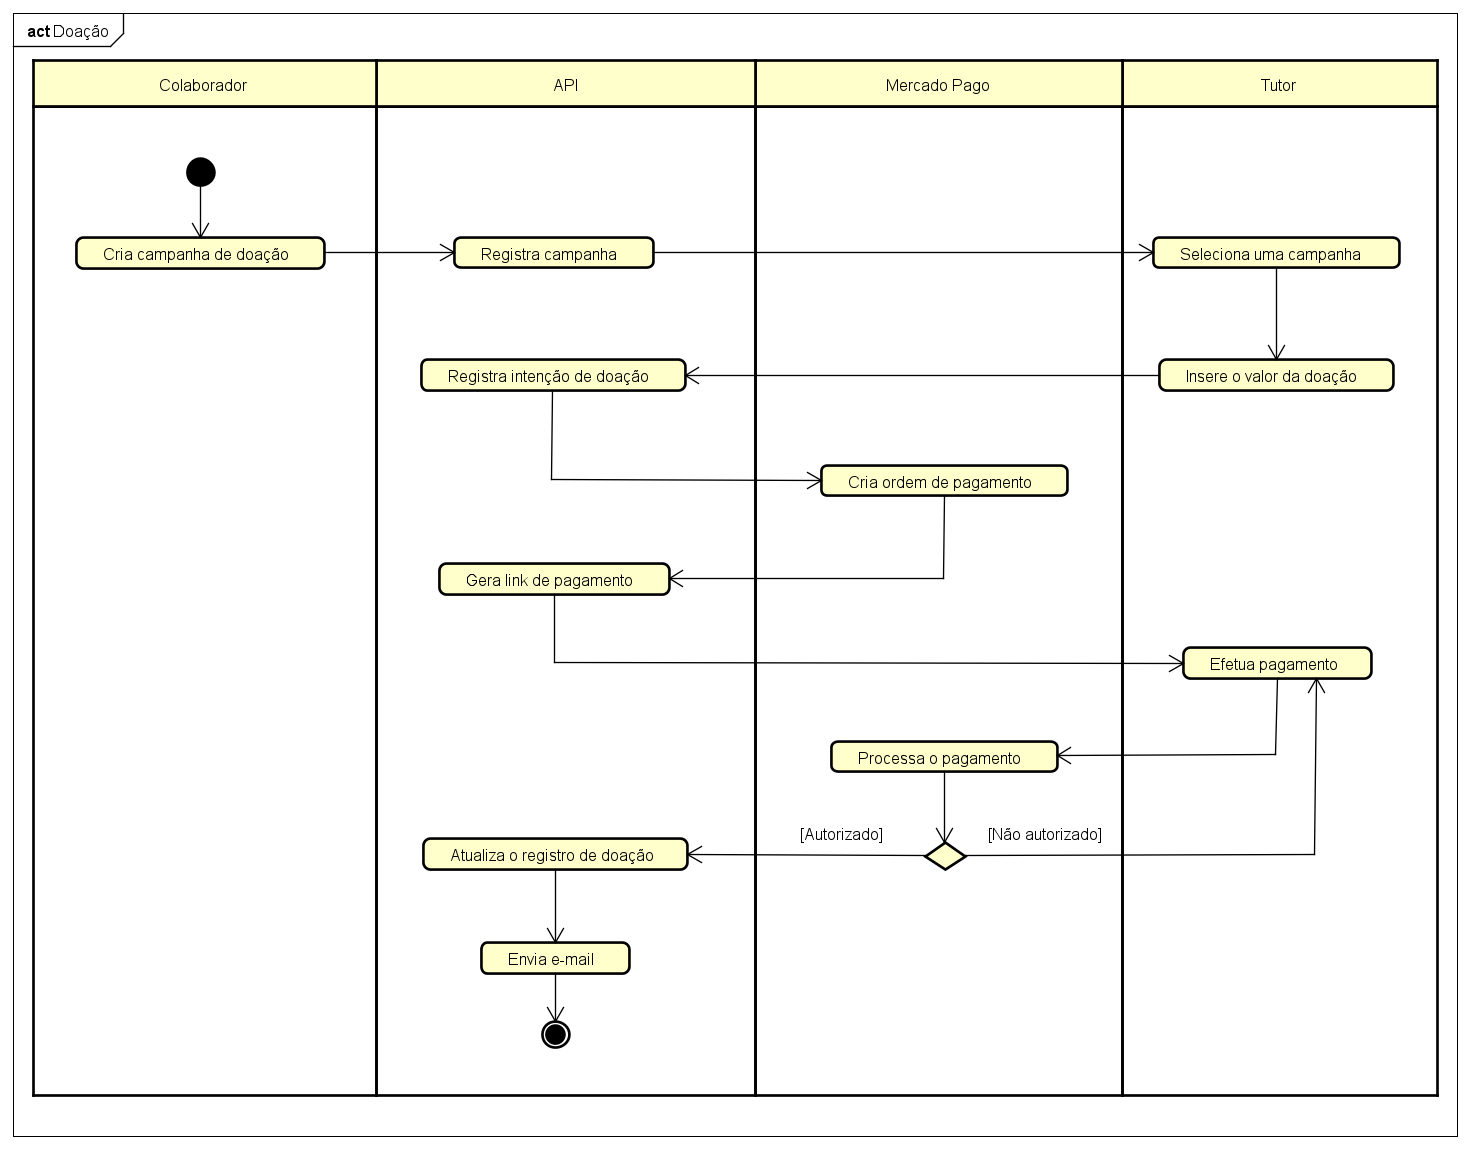 act Doação
Colaborador
API
Mercado Pago
Tutor
Cria campanha de doação
Registra campanha
Seleciona uma campanha
Registra intenção de doação
Insere o valor da doação
Cria ordem de pagamento
Gera link de pagamento
Efetua pagamento
Processa o pagamento
[Autorizado]
[Não autorizado]
Atualiza o registro de doação
Envia e-mail